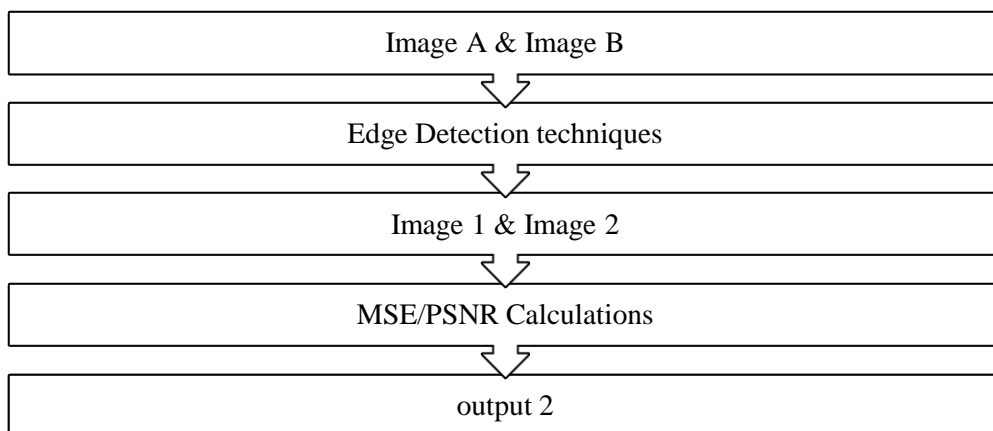 Image A & Image B
Edge Detection techniques
Image 1 & Image 2
MSE/PSNR Calculations
output 2